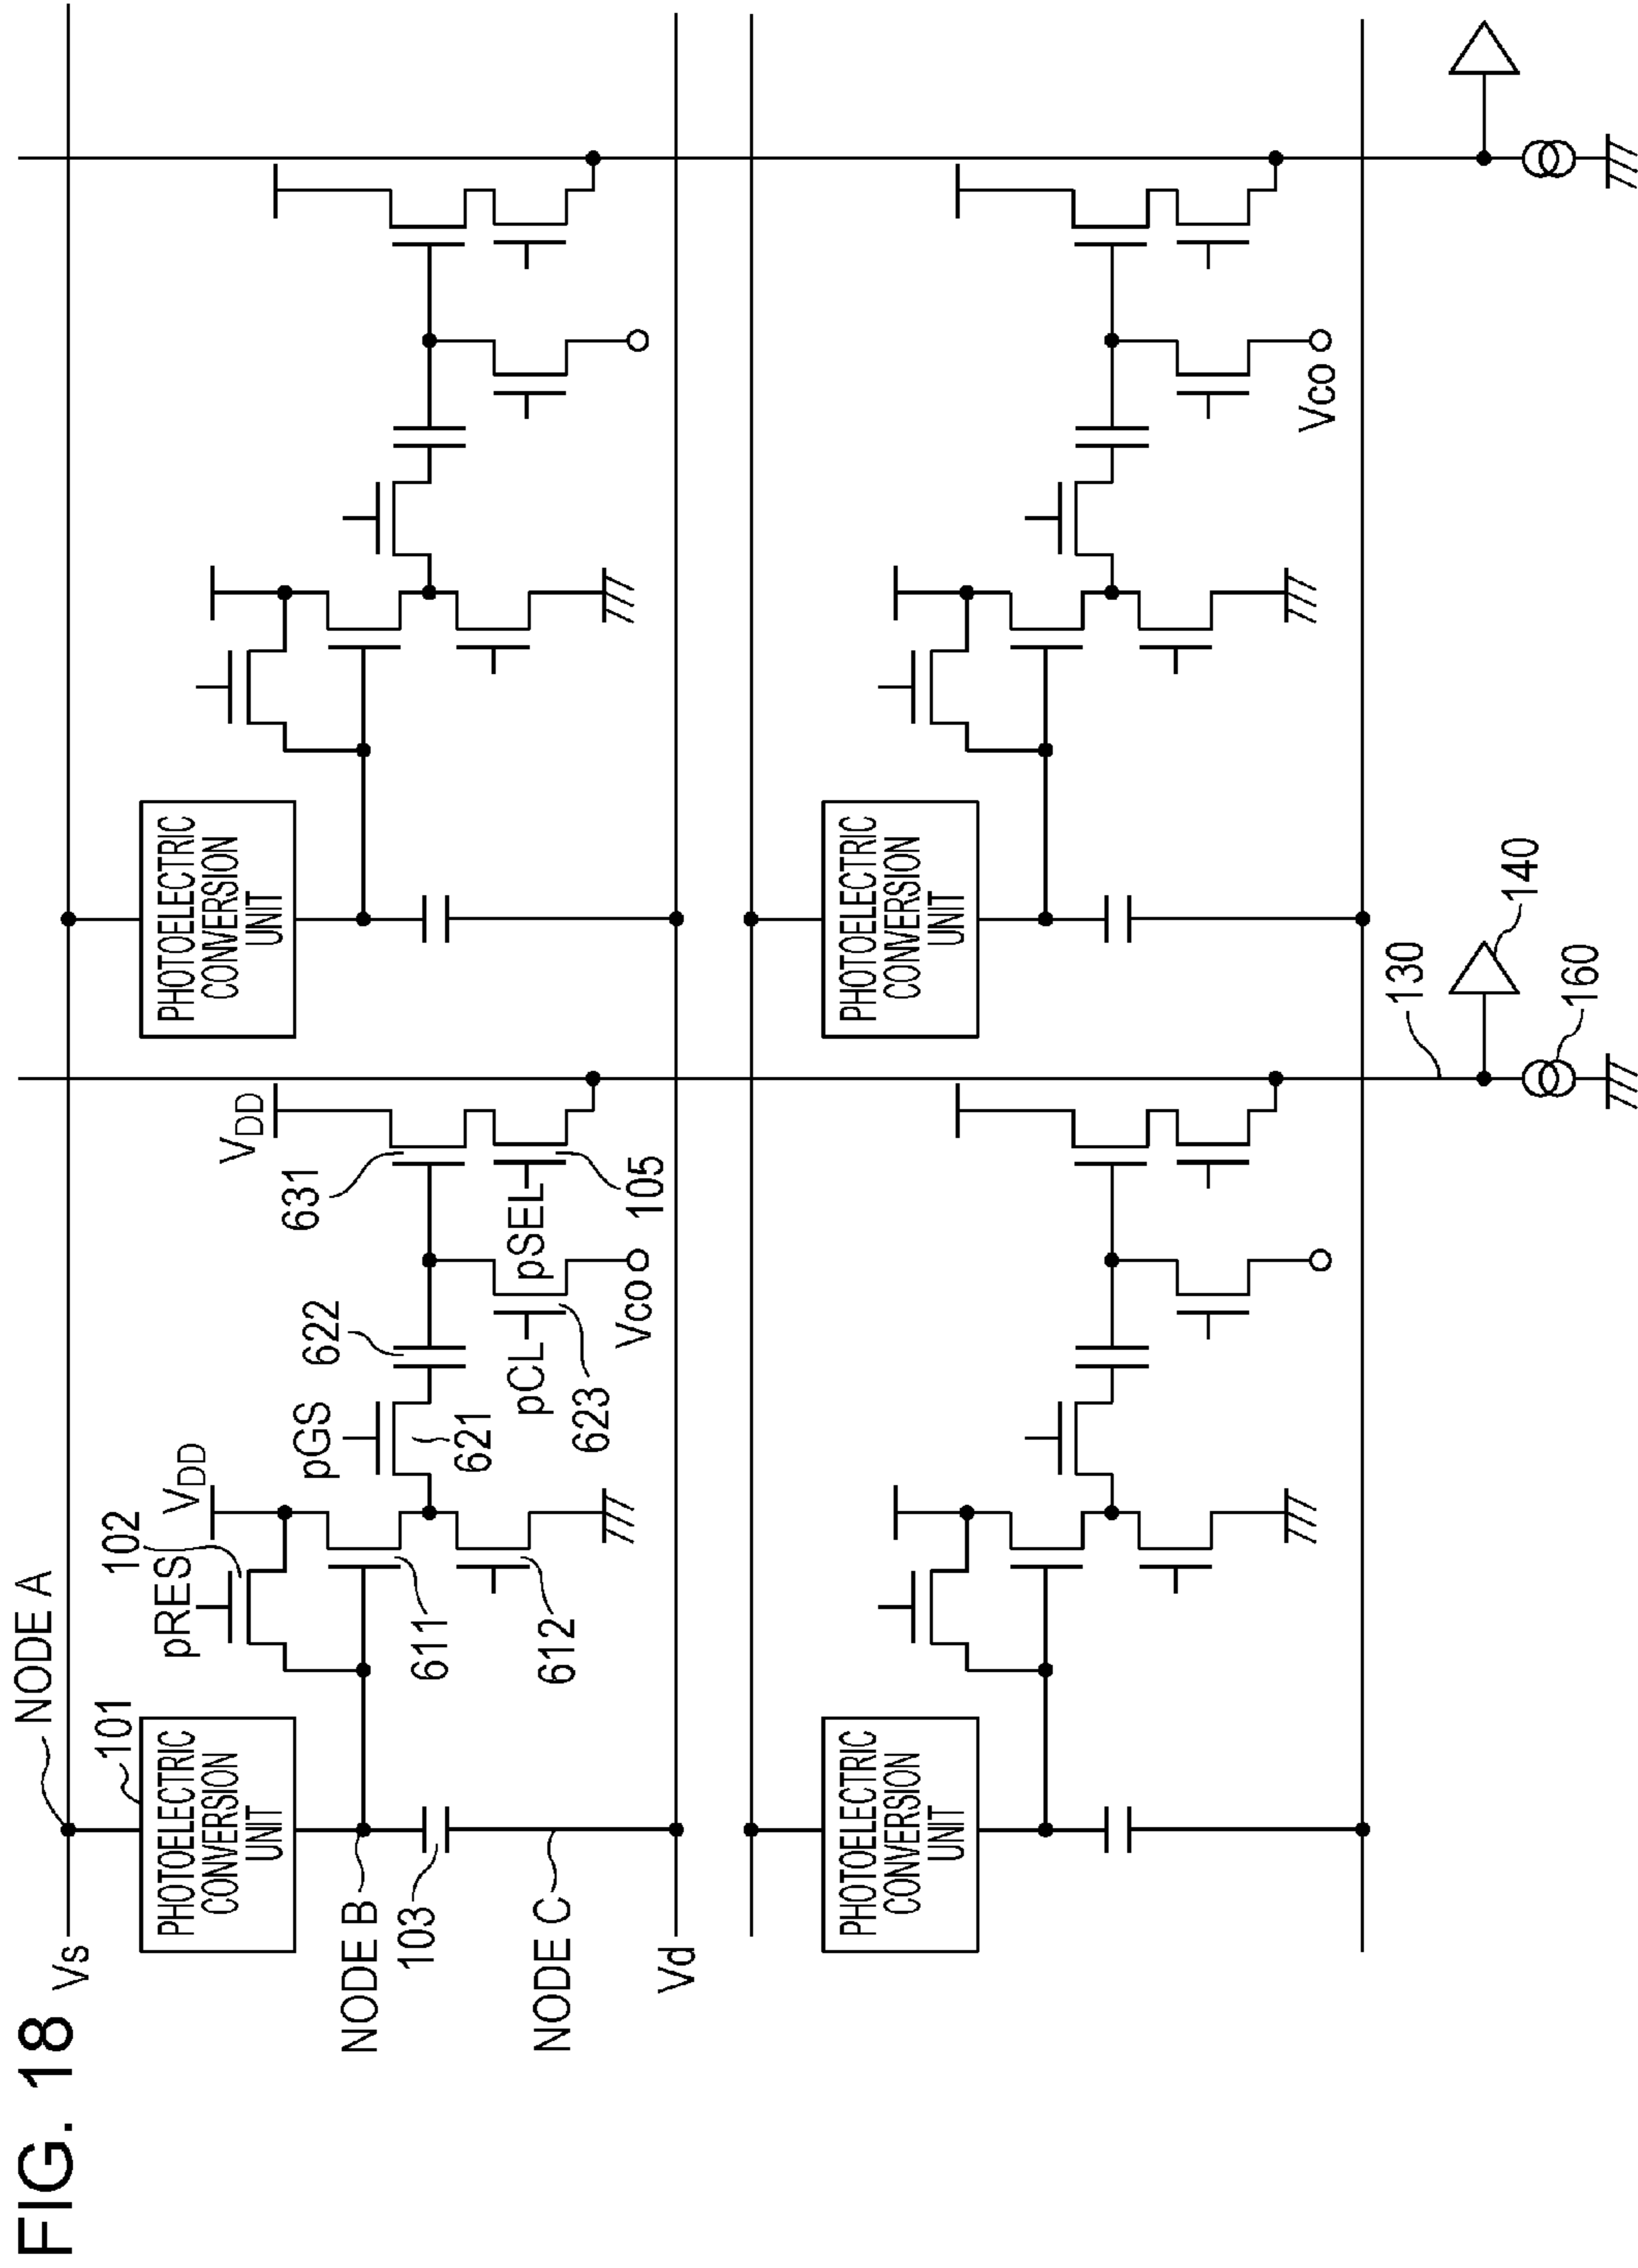 FIG. 18
NODE A
Vs
101
PHOTOELECTRIC
CONVERSION
UNIT
pRES
102
VDD
pGS
622
631
VDD
NODE B
611
621
pCL
pSEL
103
612
623
Vco
105
NODE C
Vd
PHOTOELECTRIC
CONVERSION
UNIT
PHOTOELECTRIC
CONVERSION
UNIT
130
140
160
PHOTOELECTRIC
CONVERSION
UNIT
Vco